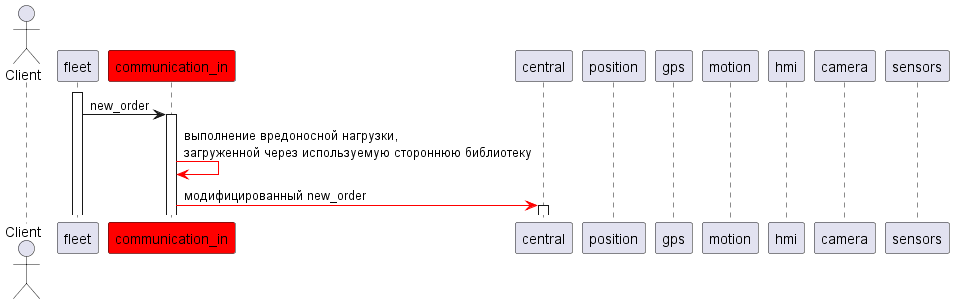 Client
fleet
communication_in
central
position
gps
motion
hmi
camera
sensors
new_order
выполнение вредоносной нагрузки,
загруженной через используемую стороннюю библиотеку
модифицированный new_order
Client
fleet
communication_in
central
position
gps
motion
hmi
camera
sensors